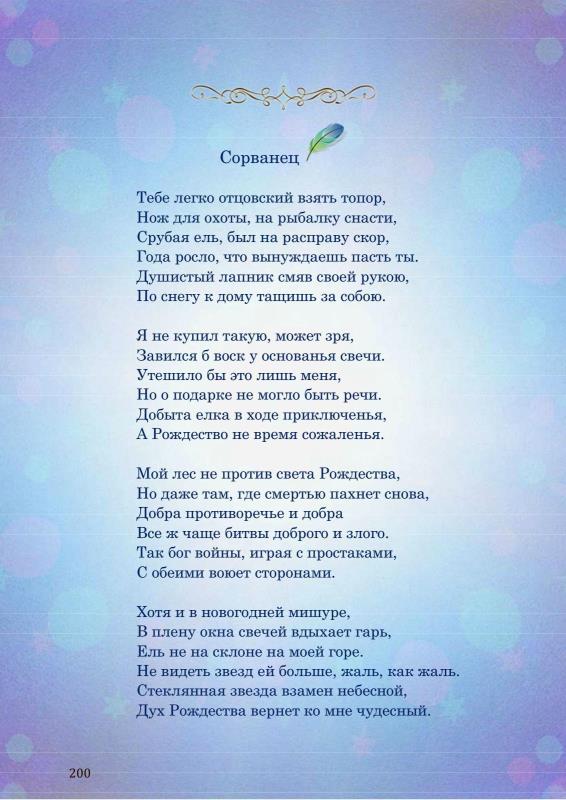 Сорванец
Тебе легко отцовский взять топор,
Нож для охоты, на рыбалку снасти,
Срубая ель, был на расправу скор,
Года росло, что вынуждаешь пасть ты.
Душистый лапник смяв своей рукою,
По снегу к дому тащишь за собою.
Я не купил такую, может зря,
Завился б воск у основанья свечи.
Утешило бы это лишь меня,
Но о подарке не могло быть речи.
Добыта елка в ходе приключенья,
А Рождество не время сожаленья.
Мой лес не против света Рождества,
Но даже там, где смертью пахнет снова,
Добра противоречье и добра
Все ж чаще битвы доброго и злого.
Так бог войны, играя с простаками,
С обеими воюет сторонами.
Хотя и в новогодней мишуре,
В плену окна свечей вдыхает гарь,
Ель не на склоне на моей горе.
Не видеть звезд ей больше, жаль, как жаль.
Стеклянная звезда взамен небесной,
Дух Рождества вернет ко мне чудесный.
200